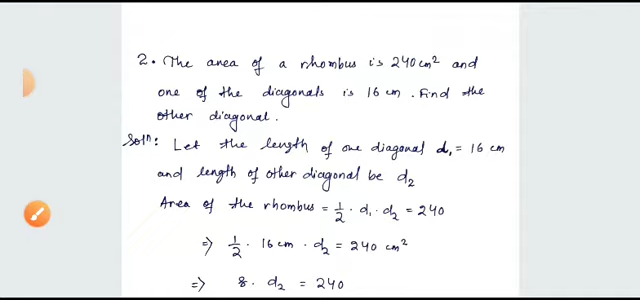 2. The area of a rhombus is 240 cm² and
one of the diagonals is 16 cm. Find the
other diagonal.
Solⁿ: Let the length of one diagonal d₁ = 16 cm
and length of other diagonal be d₂
Area of the rhombus = 1/2 · d₁ · d₂ = 240
⇒ 1/2 · 16 cm · d₂ = 240 cm²
⇒ 8 · d₂ = 240